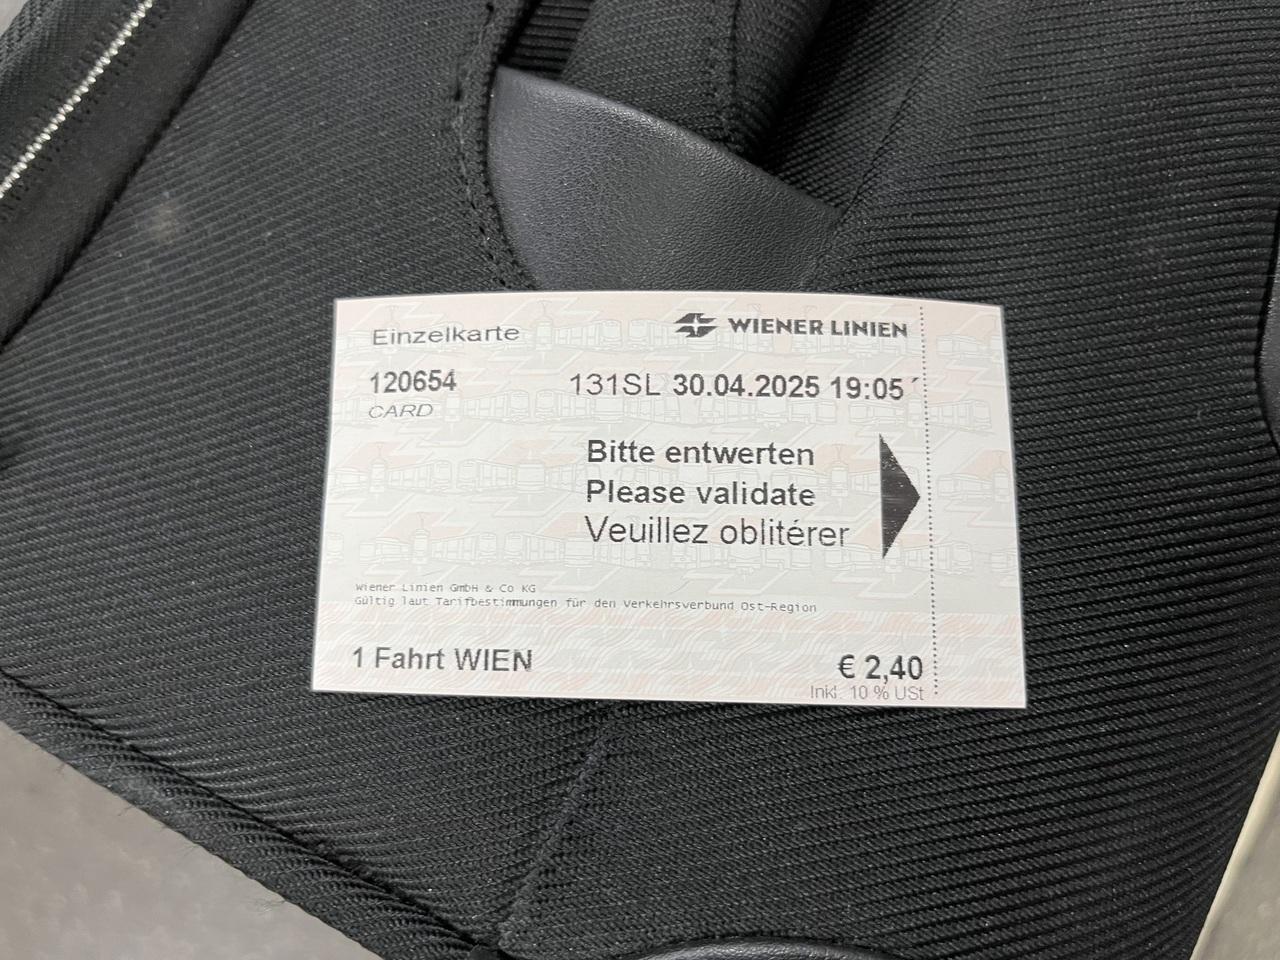 Einzelkarte WIENER LINIEN
120654 131SL 30.04.2025 19:05
CARD
Bitte entwerten
Please validate
Veuillez oblitérer
Wiener Linien GmbH & Co KG
Gültig laut Tarifbestimmungen für den Verkehrsverbund Ost-Region
1 Fahrt WIEN € 2,40
Inkl. 10 % USt